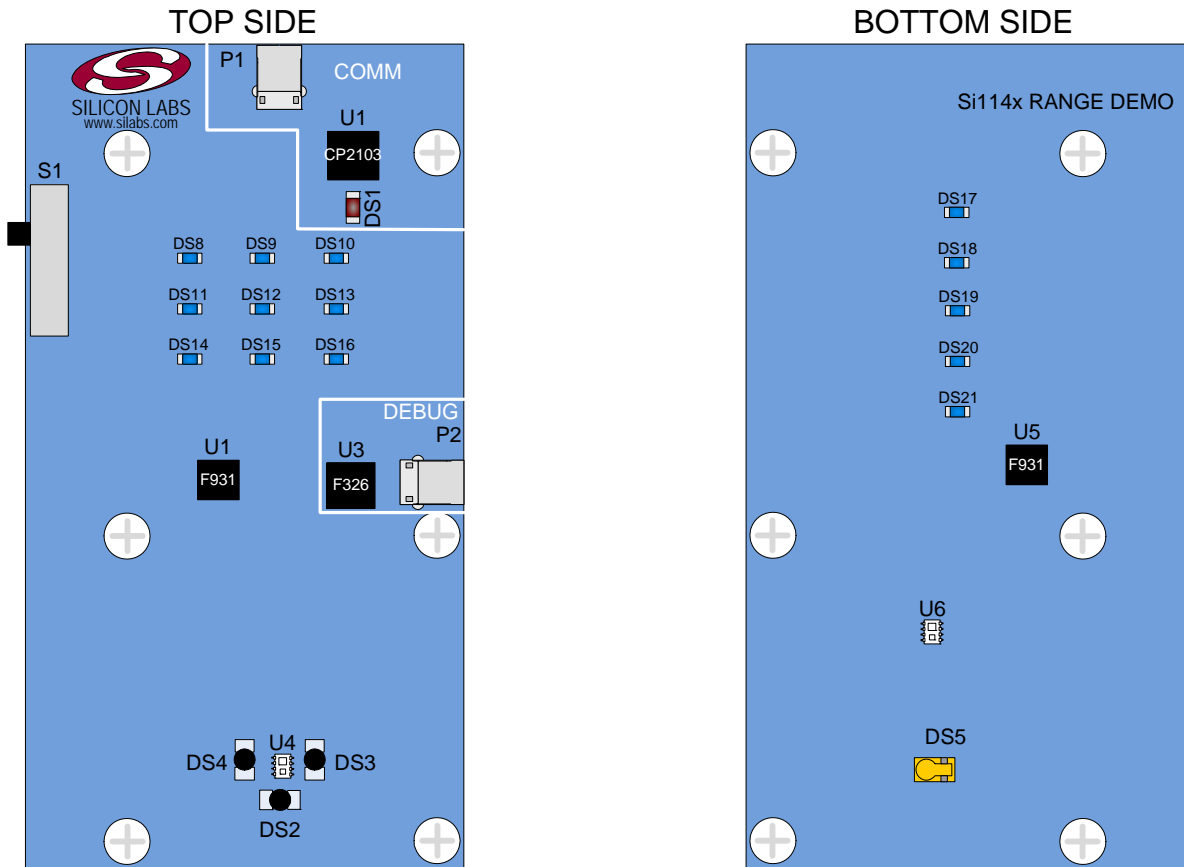 TOP SIDE
SILICON LABS
www.silabs.com
P1
COMM
U1
CP2103
DS1
S1
DS8
DS9
DS10
DS11
DS12
DS13
DS14
DS15
DS16
DEBUG
P2
U1
F931
U3
F326
U4
DS4
DS3
DS2
BOTTOM SIDE
Si114x RANGE DEMO
DS17
DS18
DS19
DS20
DS21
U5
F931
U6
DS5